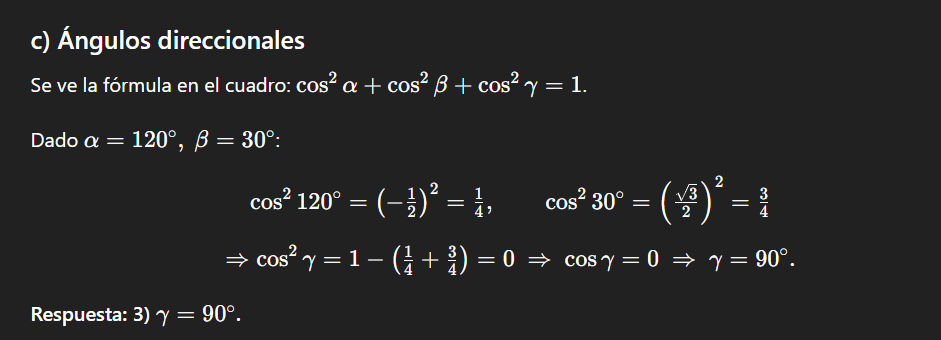 c) Ángulos direccionales
Se ve la fórmula en el cuadro: cos² α + cos² β + cos² γ = 1.
Dado α = 120°, β = 30°:
cos² 120° = (−1/2)² = 1/4, cos² 30° = (√3/2)² = 3/4
⇒ cos² γ = 1 − (1/4 + 3/4) = 0 ⇒ cos γ = 0 ⇒ γ = 90°.
Respuesta: 3) γ = 90°.